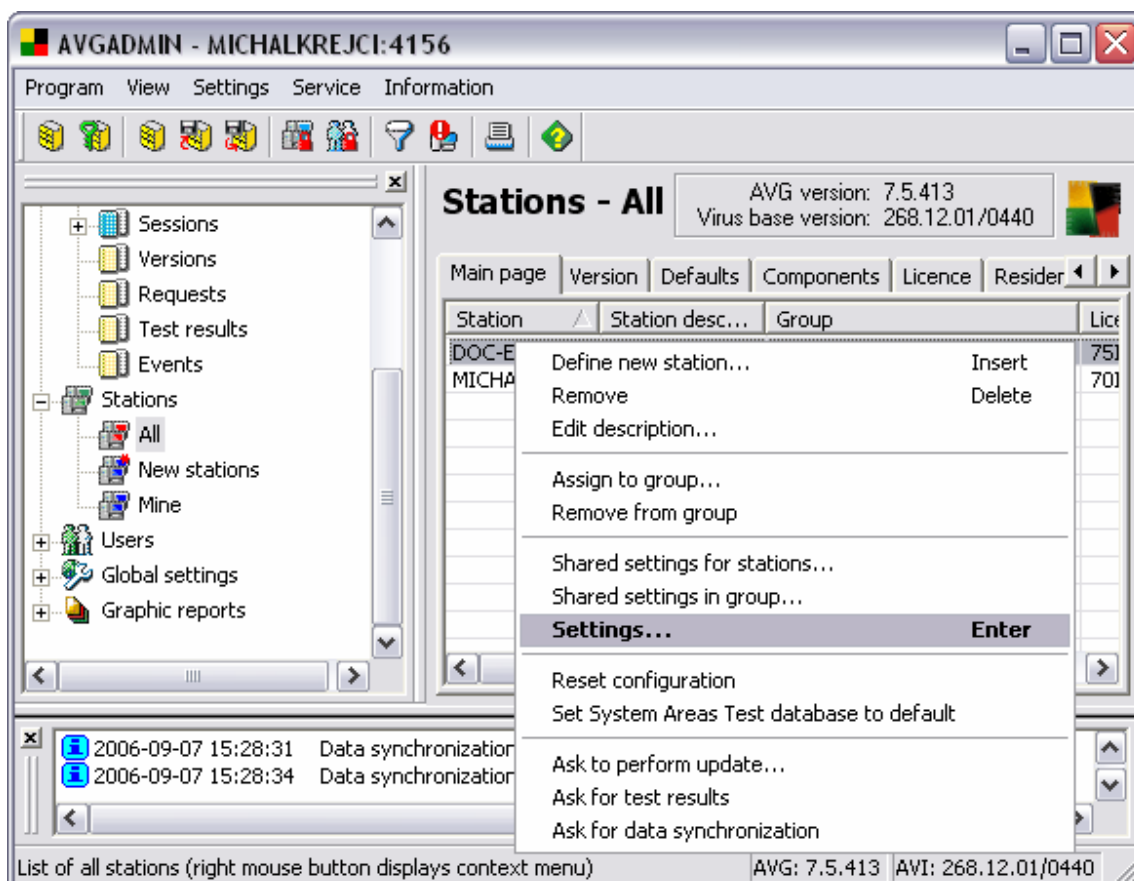 AVGADMIN - MICHALKREJCI:4156
Program View Settings Service Information
Sessions
Versions
Requests
Test results
Events
Stations
All
New stations
Mine
Users
Global settings
Graphic reports
Stations - All
AVG version: 7.5.413
Virus base version: 268.12.01/0440
Main page Version Defaults Components Licence Resider
Station Station desc... Group Lice
DOC-E 75I
MICHA 70I
Define new station... Insert
Remove Delete
Edit description...
Assign to group...
Remove from group
Shared settings for stations...
Shared settings in group...
Settings... Enter
Reset configuration
Set System Areas Test database to default
Ask to perform update...
Ask for test results
Ask for data synchronization
2006-09-07 15:28:31 Data synchronization
2006-09-07 15:28:34 Data synchronization
List of all stations (right mouse button displays context menu) AVG: 7.5.413 AVI: 268.12.01/0440